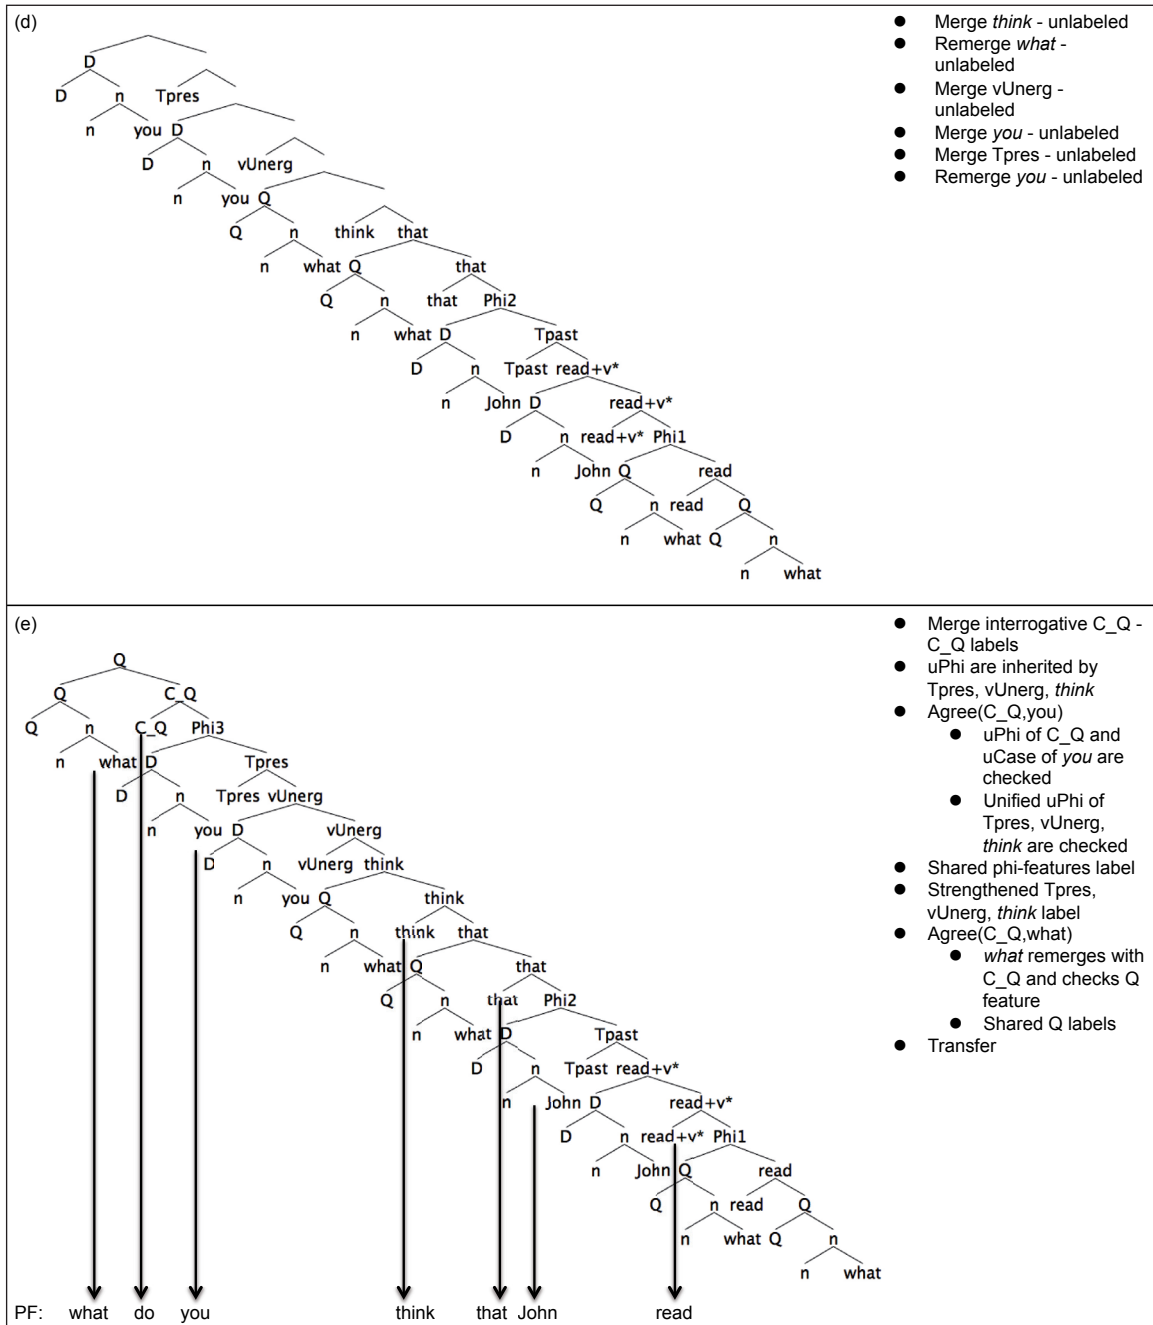 (d)
● Merge think - unlabeled
● Remerge what -
unlabeled
● Merge vUnerg -
unlabeled
● Merge you - unlabeled
● Merge Tpres - unlabeled
● Remerge you - unlabeled
D
D n Tpres
n you D
D n vUnerg
n you Q
Q n think that
n what Q that
Q n that Phi2
n what D Tpast
D n Tpast read+v*
n John D read+v*
D n read+v* Phi1
n John Q read
Q n read Q
n what Q n
n what
(e)
● Merge interrogative C_Q -
C_Q labels
● uPhi are inherited by
Tpres, vUnerg, think
● Agree(C_Q,you)
● uPhi of C_Q and
uCase of you are
checked
● Unified uPhi of
Tpres, vUnerg,
think are checked
● Shared phi-features label
● Strengthened Tpres,
vUnerg, think label
● Agree(C_Q,what)
● what remerges with
C_Q and checks Q
feature
● Shared Q labels
● Transfer
Q
Q C_Q
Q n C_Q Phi3
n what D Tpres
D n Tpres vUnerg
n you D vUnerg
D n vUnerg think
n you Q think
Q n think that
n what Q that
Q n that Phi2
n what D Tpast
D n Tpast read+v*
n John D read+v*
D n read+v* Phi1
n John Q read
Q n read Q
n what Q n
n what
PF: what do you think that John read